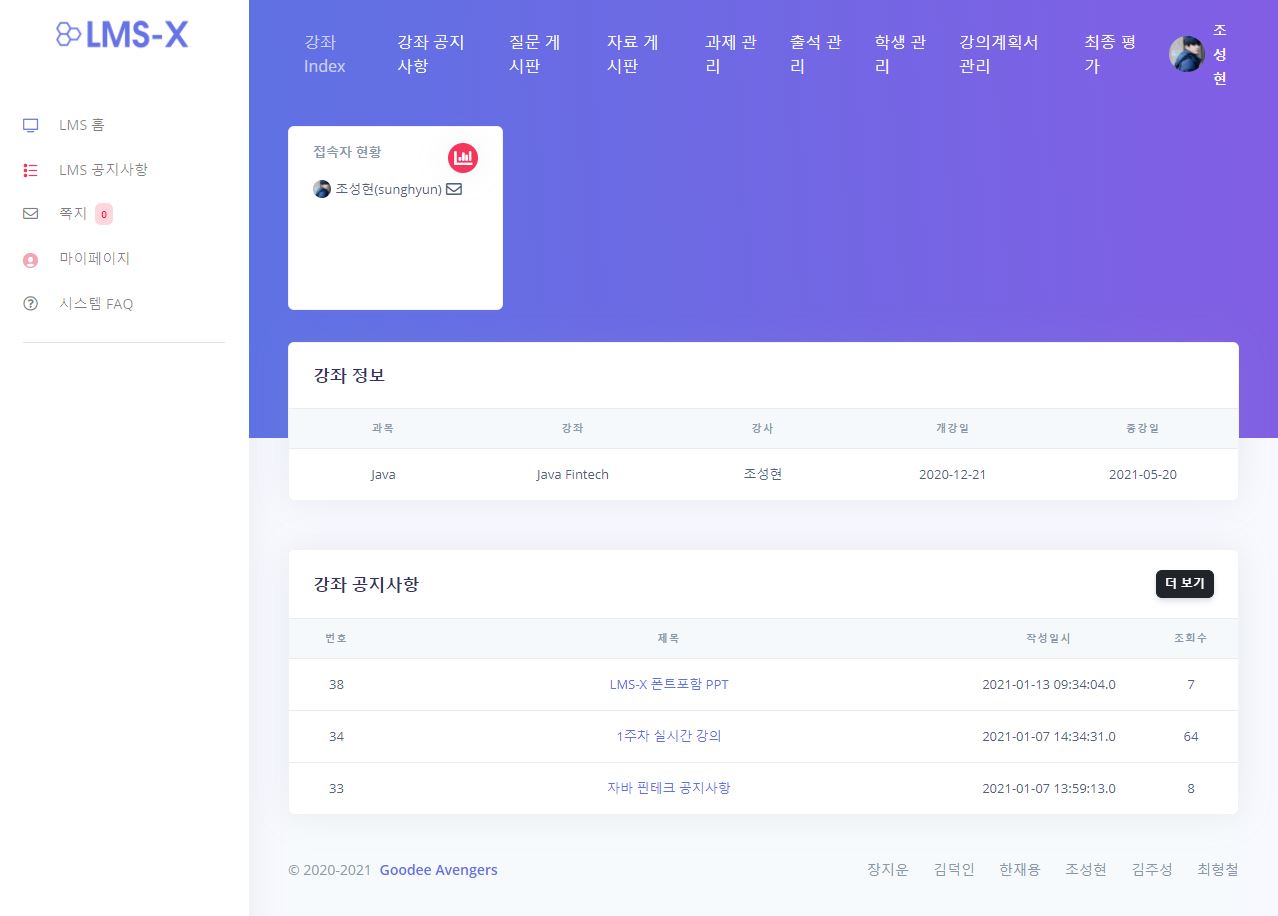 LMS-X
LMS 홈
LMS 공지사항
쪽지 0
마이페이지
시스템 FAQ
강좌
Index
강좌 공지
사항
질문 게
시판
자료 게
시판
과제 관
리
출석 관
리
학생 관
리
강의계획서
관리
최종 평
가
조
성
현
접속자 현황
조성현(sunghyun)
강좌 정보
과목 강좌 강사 개강일 종강일
Java Java Fintech 조성현 2020-12-21 2021-05-20
강좌 공지사항 더 보기
번호 제목 작성일시 조회수
38 LMS-X 폰트포함 PPT 2021-01-13 09:34:04.0 7
34 1주차 실시간 강의 2021-01-07 14:34:31.0 64
33 자바 핀테크 공지사항 2021-01-07 13:59:13.0 8
© 2020-2021 Goodee Avengers 장지운 김덕인 한재용 조성현 김주성 최형철